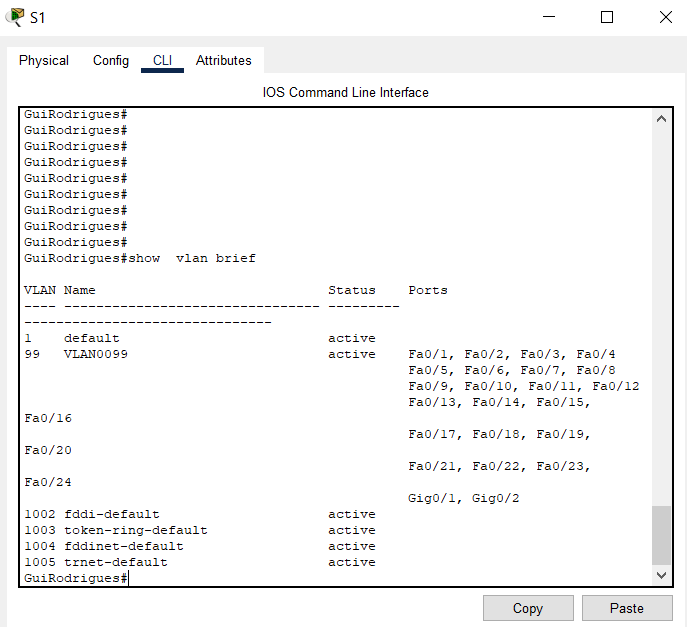 S1
Physical Config CLI Attributes
IOS Command Line Interface
GuiRodrigues#
GuiRodrigues#
GuiRodrigues#
GuiRodrigues#
GuiRodrigues#
GuiRodrigues#
GuiRodrigues#
GuiRodrigues#
GuiRodrigues#
GuiRodrigues#show  vlan brief
VLAN Name                             Status    Ports
---- -------------------------------- ---------
-------------------------------
1    default                          active
99   VLAN0099                         active    Fa0/1, Fa0/2, Fa0/3, Fa0/4
                                                Fa0/5, Fa0/6, Fa0/7, Fa0/8
                                                Fa0/9, Fa0/10, Fa0/11, Fa0/12
                                                Fa0/13, Fa0/14, Fa0/15,
Fa0/16
                                                Fa0/17, Fa0/18, Fa0/19,
Fa0/20
                                                Fa0/21, Fa0/22, Fa0/23,
Fa0/24
                                                Gig0/1, Gig0/2
1002 fddi-default                     active
1003 token-ring-default               active
1004 fddinet-default                  active
1005 trnet-default                    active
GuiRodrigues#
Copy Paste